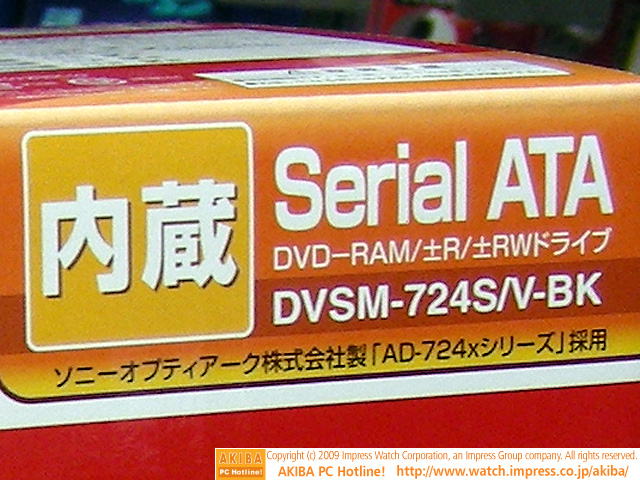 内蔵
Serial ATA
DVD-RAM/±R/±RWドライブ
DVSM-724S/V-BK
ソニーオプティアーク株式会社製「AD-724xシリーズ」採用
AKIBA
PC Hotline!
Copyright (c) 2009 Impress Watch Corporation, an Impress Group company. All rights reserved.
AKIBA PC Hotline! http://www.watch.impress.co.jp/akiba/